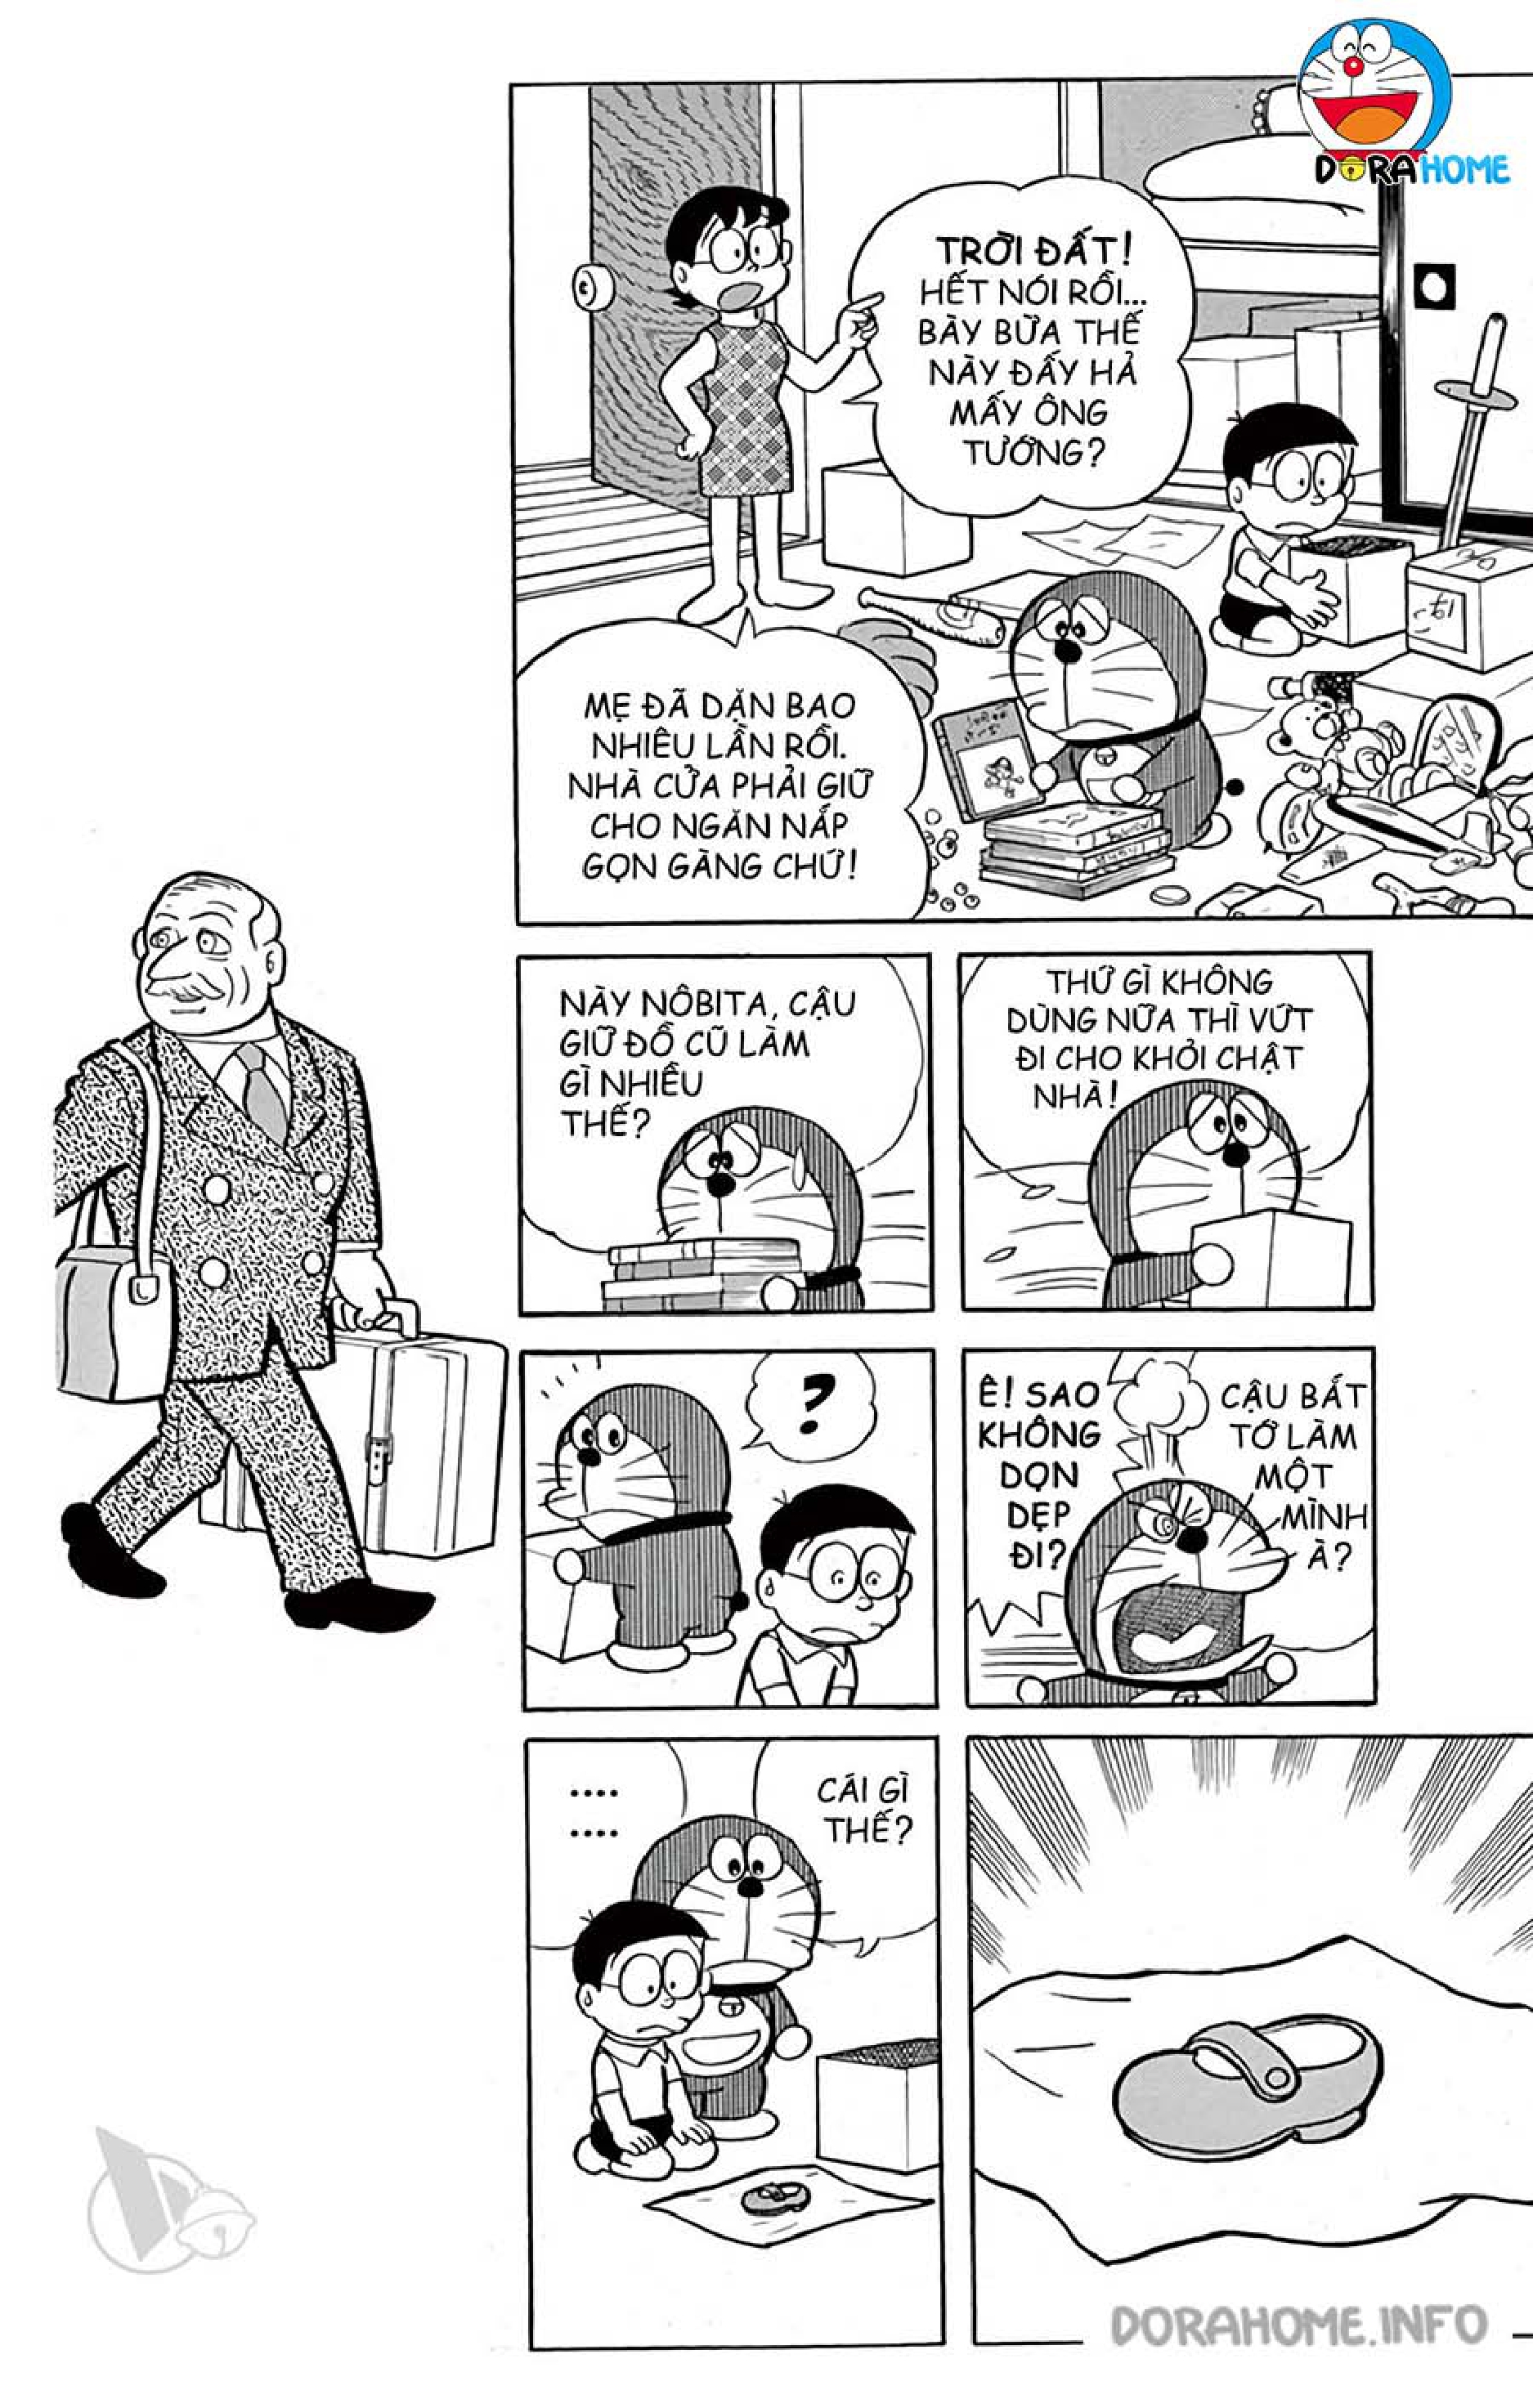 DORAHOME
TRỜI ĐẤT!
HẾT NÓI RỒI...
BÀY BỪA THẾ
NÀY ĐẤY HẢ
MẤY ÔNG
TƯỚNG?
MẸ ĐÃ DẶN BAO
NHIÊU LẦN RỒI.
NHÀ CỬA PHẢI GIỮ
CHO NGĂN NẮP
GỌN GÀNG CHỨ!
NÀY NÔBITA, CẬU
GIỮ ĐỒ CŨ LÀM
GÌ NHIỀU
THẾ?
THỨ GÌ KHÔNG
DÙNG NỮA THÌ VỨT
ĐI CHO KHỎI CHẬT
NHÀ!
?
Ê! SAO
KHÔNG
DỌN
DẸP
ĐI?
CẬU BẮT
TỚ LÀM
MỘT
MÌNH
À?
....
....
CÁI GÌ
THẾ?
DORAHOME.INFO